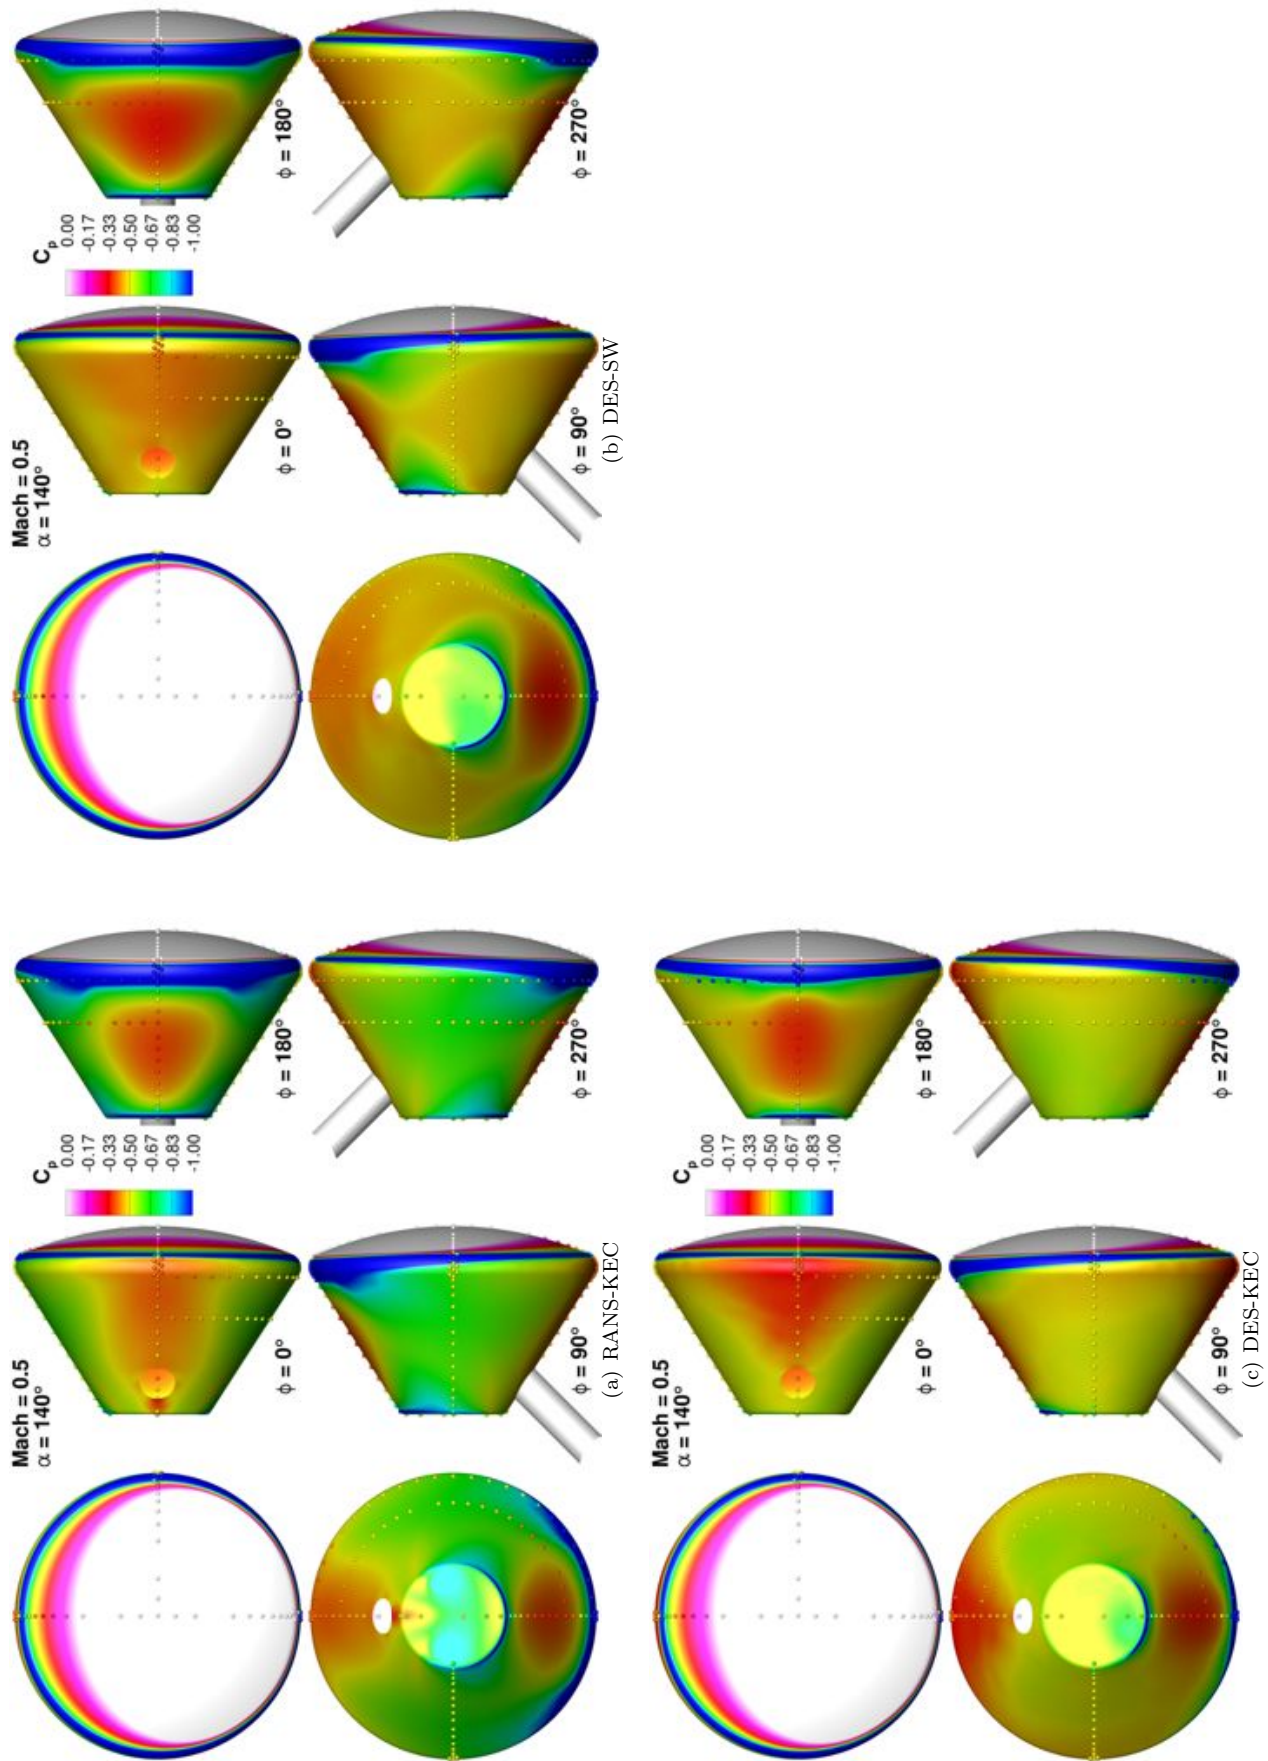 Mach = 0.5
α = 140°
Cp
0.00
-0.17
-0.33
-0.50
-0.67
-0.83
-1.00
ϕ = 0°
ϕ = 180°
ϕ = 90°
ϕ = 270°
(a) RANS-KEC
Mach = 0.5
α = 140°
Cp
0.00
-0.17
-0.33
-0.50
-0.67
-0.83
-1.00
ϕ = 0°
ϕ = 180°
ϕ = 90°
ϕ = 270°
(b) DES-SW
Mach = 0.5
α = 140°
Cp
0.00
-0.17
-0.33
-0.50
-0.67
-0.83
-1.00
ϕ = 0°
ϕ = 180°
ϕ = 90°
ϕ = 270°
(c) DES-KEC